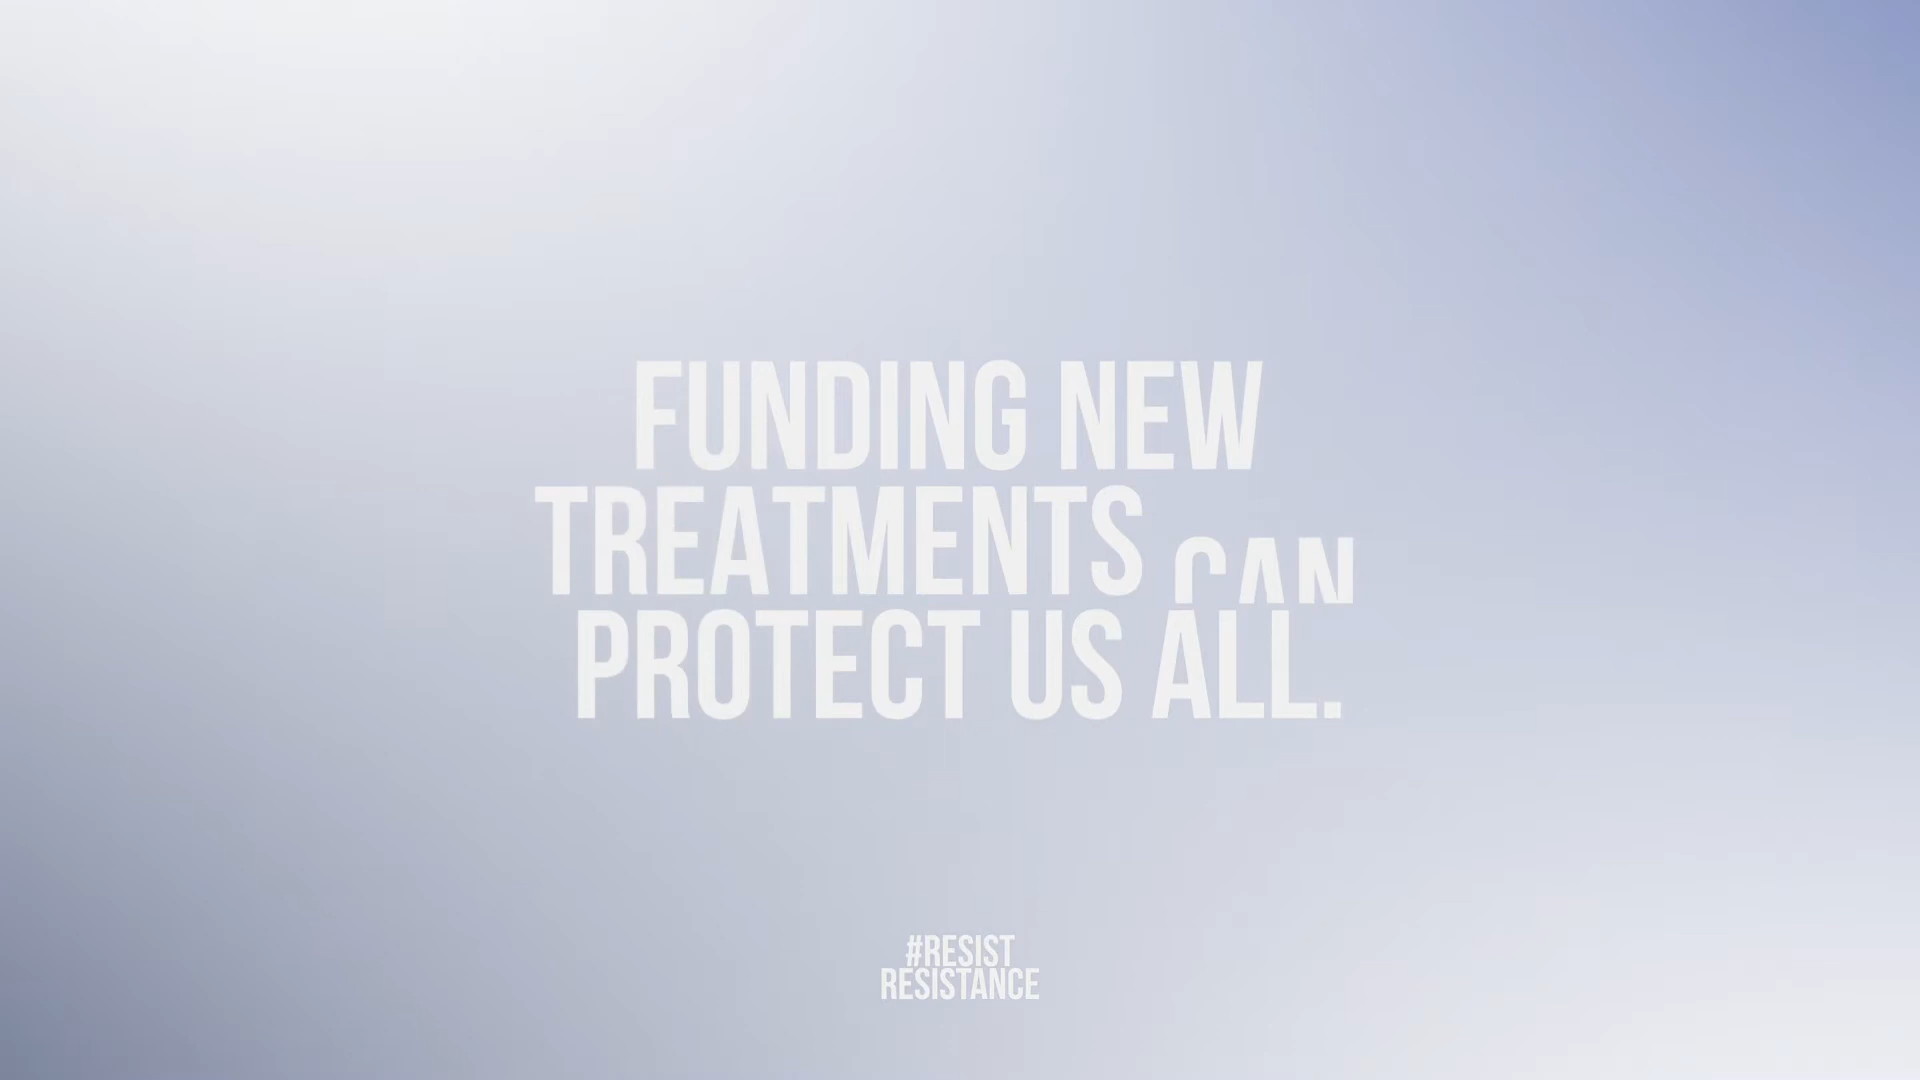 FUNDING NEW
TREATMENTS CAN
PROTECT US ALL.
#RESIST
RESISTANCE